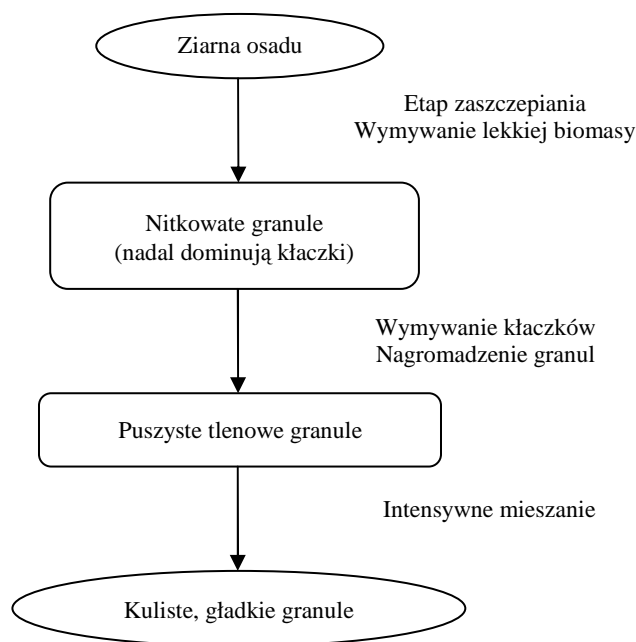 Ziarna osadu
Etap zaszczepiania
Wymywanie lekkiej biomasy
Nitkowate granule
(nadal dominują kłaczki)
Wymywanie kłaczków
Nagromadzenie granul
Puszyste tlenowe granule
Intensywne mieszanie
Kuliste, gładkie granule